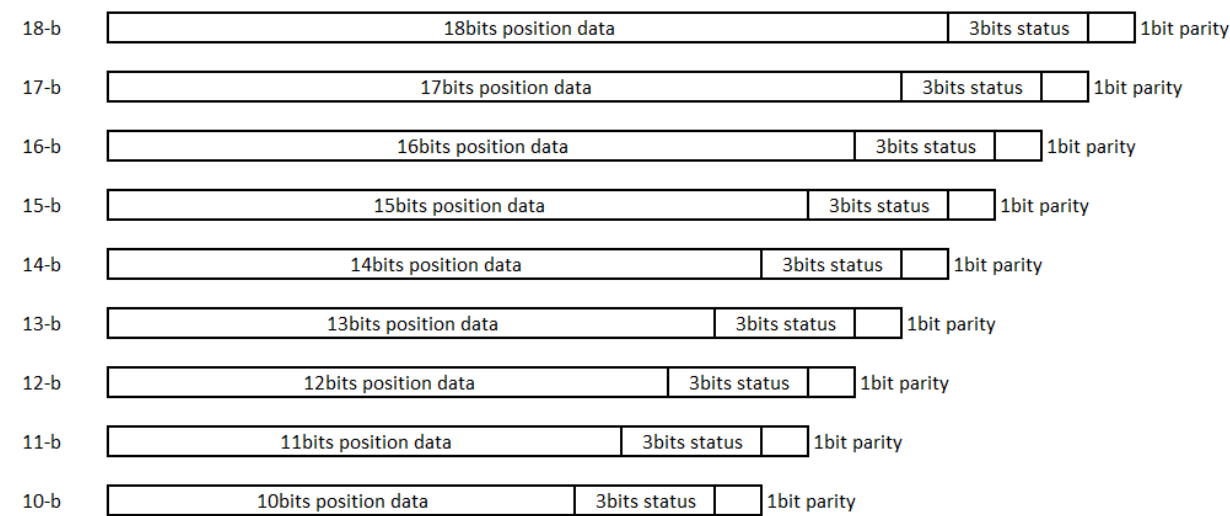 18-b 18bits position data 3bits status 1bit parity
17-b 17bits position data 3bits status 1bit parity
16-b 16bits position data 3bits status 1bit parity
15-b 15bits position data 3bits status 1bit parity
14-b 14bits position data 3bits status 1bit parity
13-b 13bits position data 3bits status 1bit parity
12-b 12bits position data 3bits status 1bit parity
11-b 11bits position data 3bits status 1bit parity
10-b 10bits position data 3bits status 1bit parity